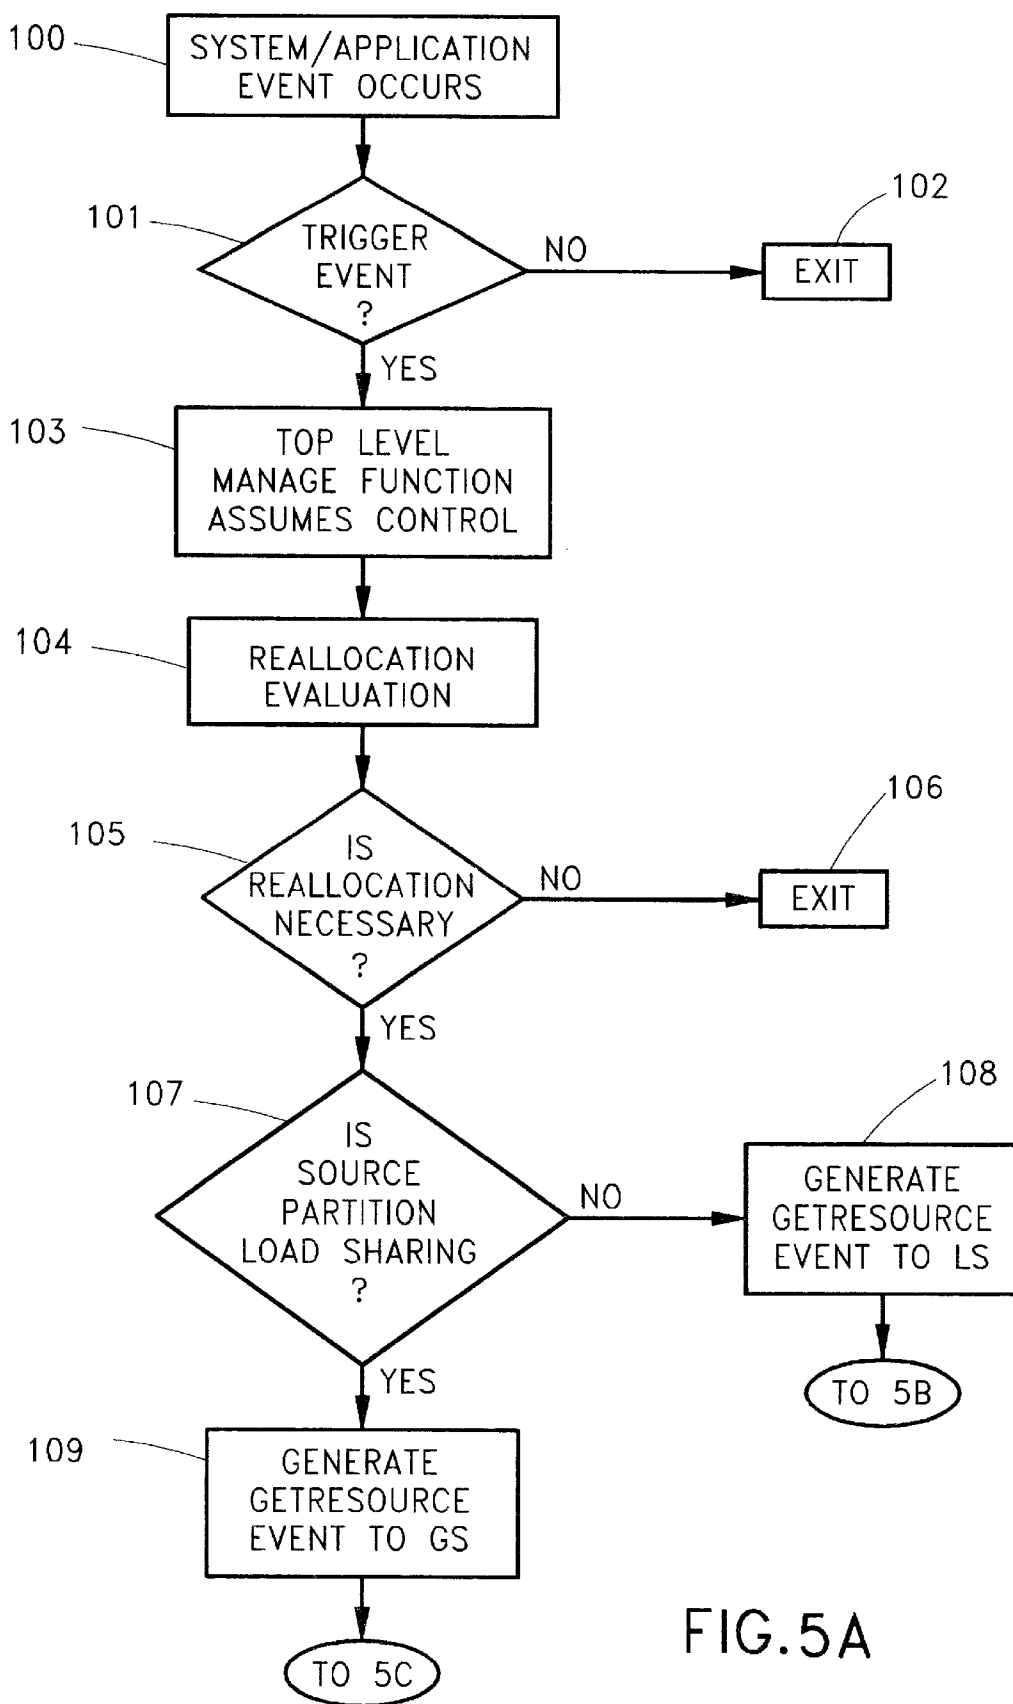 100
SYSTEM/APPLICATION
EVENT OCCURS
101
TRIGGER
EVENT
?
NO
102
EXIT
YES
103
TOP LEVEL
MANAGE FUNCTION
ASSUMES CONTROL
104
REALLOCATION
EVALUATION
105
IS
REALLOCATION
NECESSARY
?
NO
106
EXIT
YES
107
IS
SOURCE
PARTITION
LOAD SHARING
?
NO
108
GENERATE
GETRESOURCE
EVENT TO LS
TO 5B
YES
109
GENERATE
GETRESOURCE
EVENT TO GS
TO 5C
FIG.5A